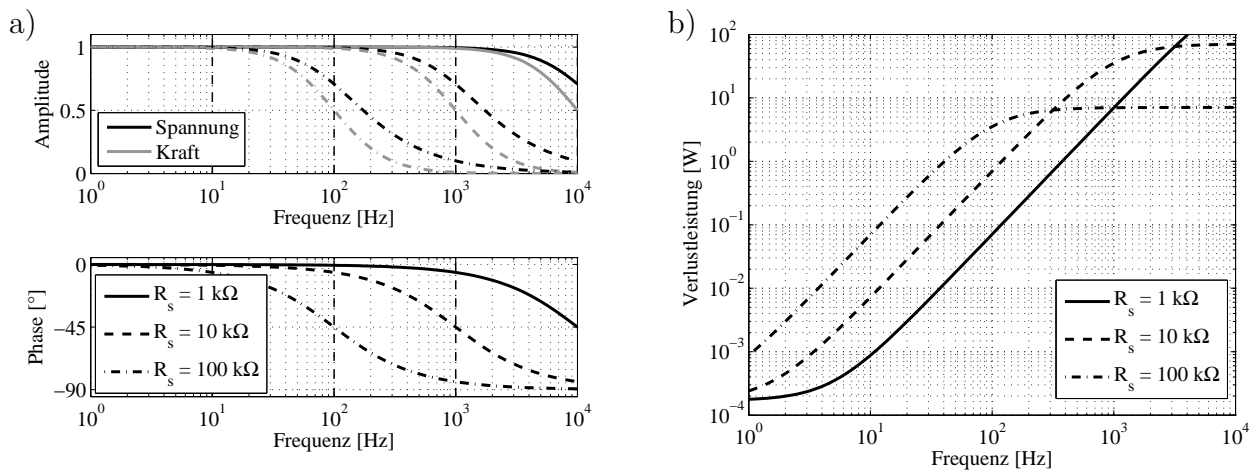 a)
Amplitude
1
0.5
0
Spannung
Kraft
10^0
10^1
10^2
10^3
10^4
Frequenz [Hz]
Phase [°]
0
−45
−90
R_s = 1 kΩ
R_s = 10 kΩ
R_s = 100 kΩ
10^0
10^1
10^2
10^3
10^4
Frequenz [Hz]
b)
Verlustleistung [W]
10^2
10^1
10^0
10^−1
10^−2
10^−3
10^−4
R_s = 1 kΩ
R_s = 10 kΩ
R_s = 100 kΩ
10^0
10^1
10^2
10^3
10^4
Frequenz [Hz]